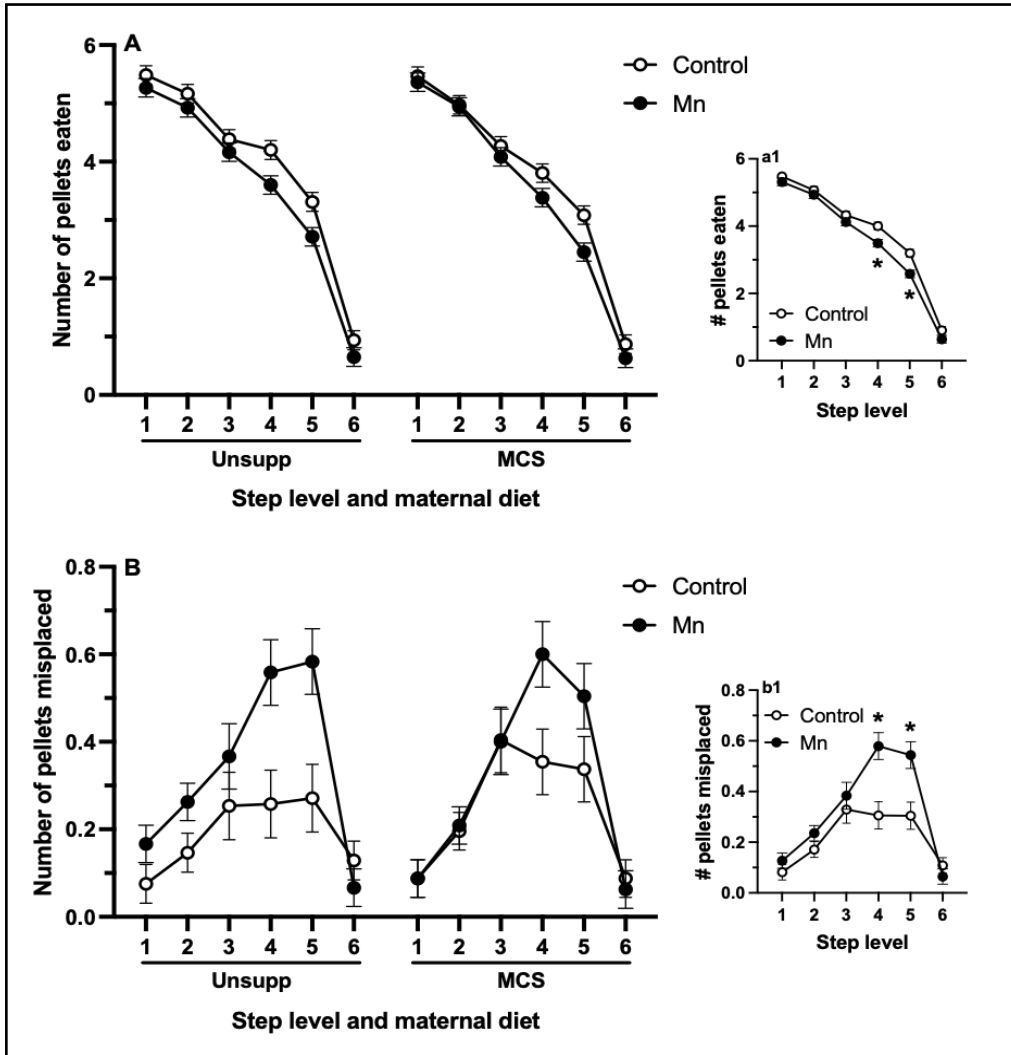 A
Control
Mn
Number of pellets eaten
6
4
2
0
1 2 3 4 5 6 1 2 3 4 5 6
Unsupp MCS
Step level and maternal diet
a1
# pellets eaten
6
4
2
0
*
*
Control
Mn
1 2 3 4 5 6
Step level
B
Control
Mn
Number of pellets misplaced
0.8
0.6
0.4
0.2
0.0
1 2 3 4 5 6 1 2 3 4 5 6
Unsupp MCS
Step level and maternal diet
b1
# pellets misplaced
0.8
0.6
0.4
0.2
0.0
Control
Mn
* *
1 2 3 4 5 6
Step level